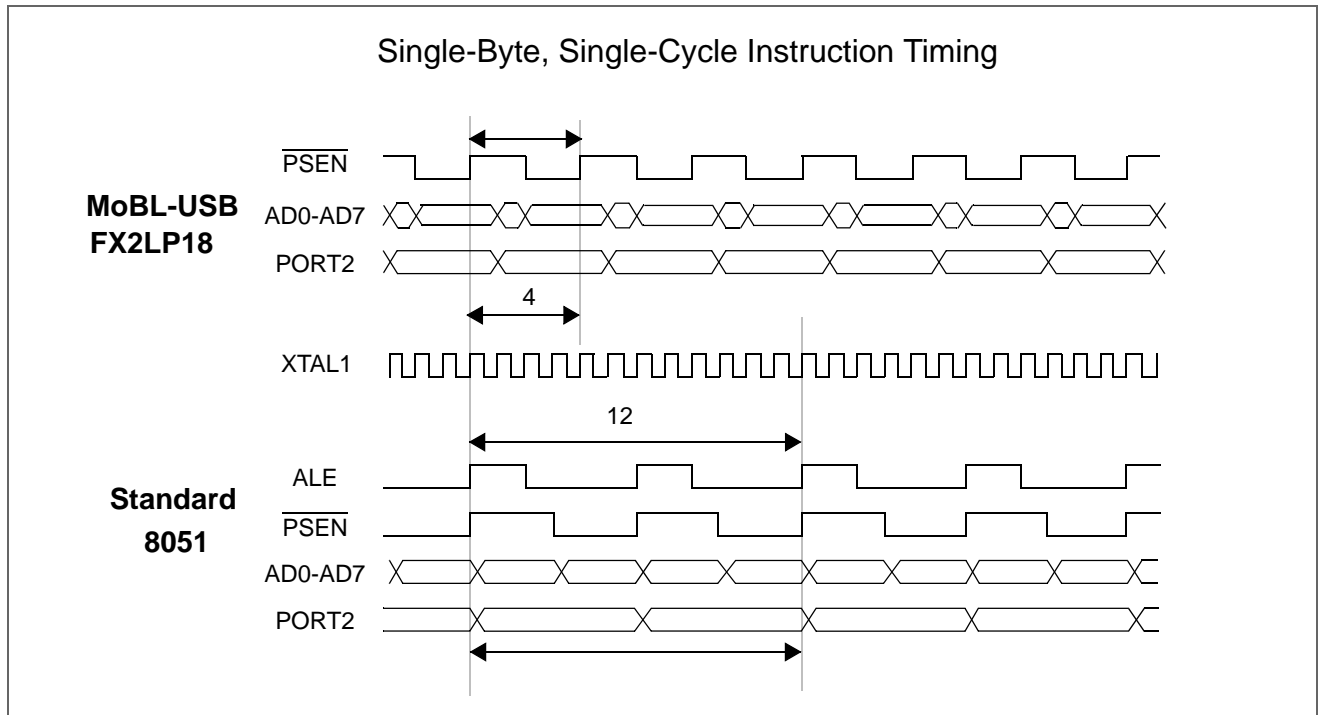 Single-Byte, Single-Cycle Instruction Timing
PSEN
MoBL-USB
FX2LP18
AD0-AD7
PORT2
4
XTAL1
12
ALE
Standard
8051
PSEN
AD0-AD7
PORT2